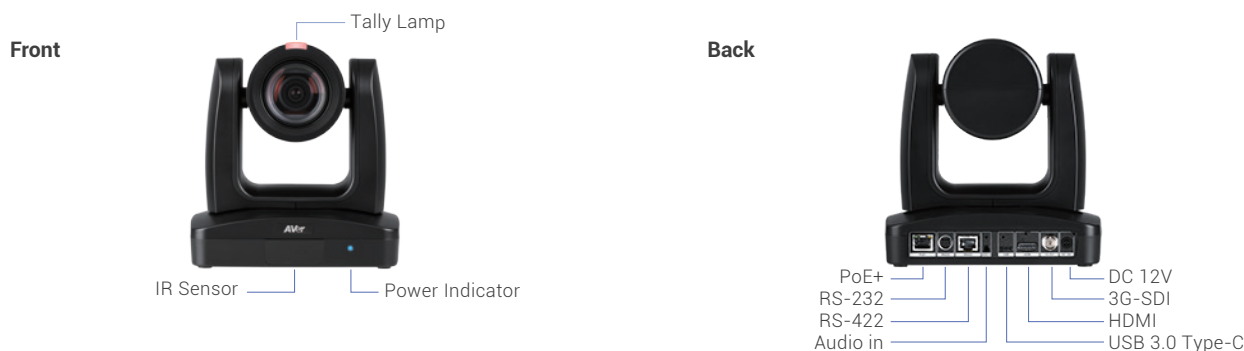 Tally Lamp
Front
AVer
IR Sensor
Power Indicator
Back
PoE+
RS-232
RS-422
Audio in
DC 12V
3G-SDI
HDMI
USB 3.0 Type-C